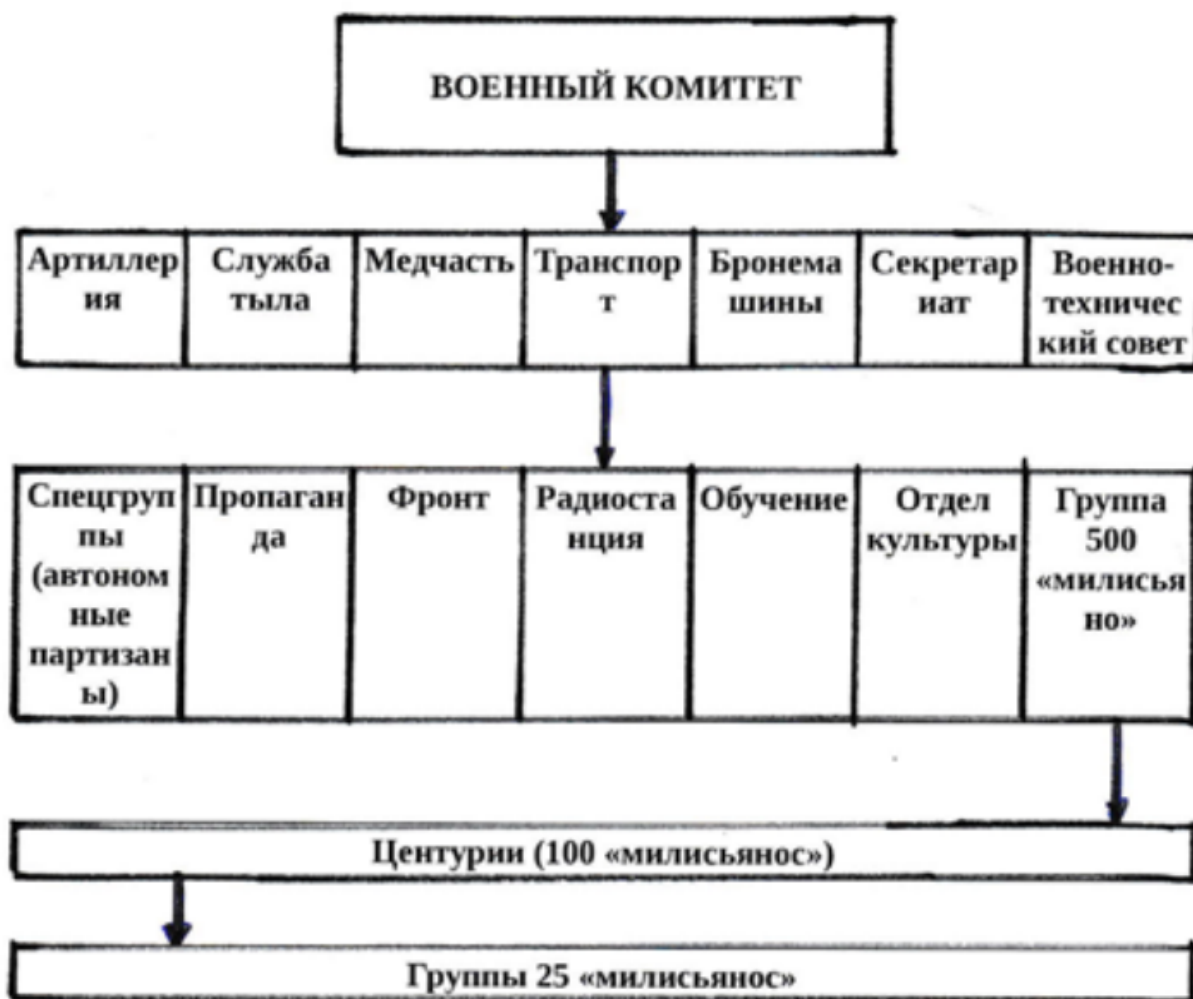 ВОЕННЫЙ КОМИТЕТ
Артиллер
ия
Служба
тыла
Медчасть
Транспор
т
Бронема
шины
Секретар
иат
Военно-
техничес
кий совет
Спецгруп
пы
(автоном
ные
партизан
ы)
Пропаган
да
Фронт
Радиоста
нция
Обучение
Отдел
культуры
Группа
500
«милисья
но»
Центурии (100 «милисьянос»)
Группы 25 «милисьянос»